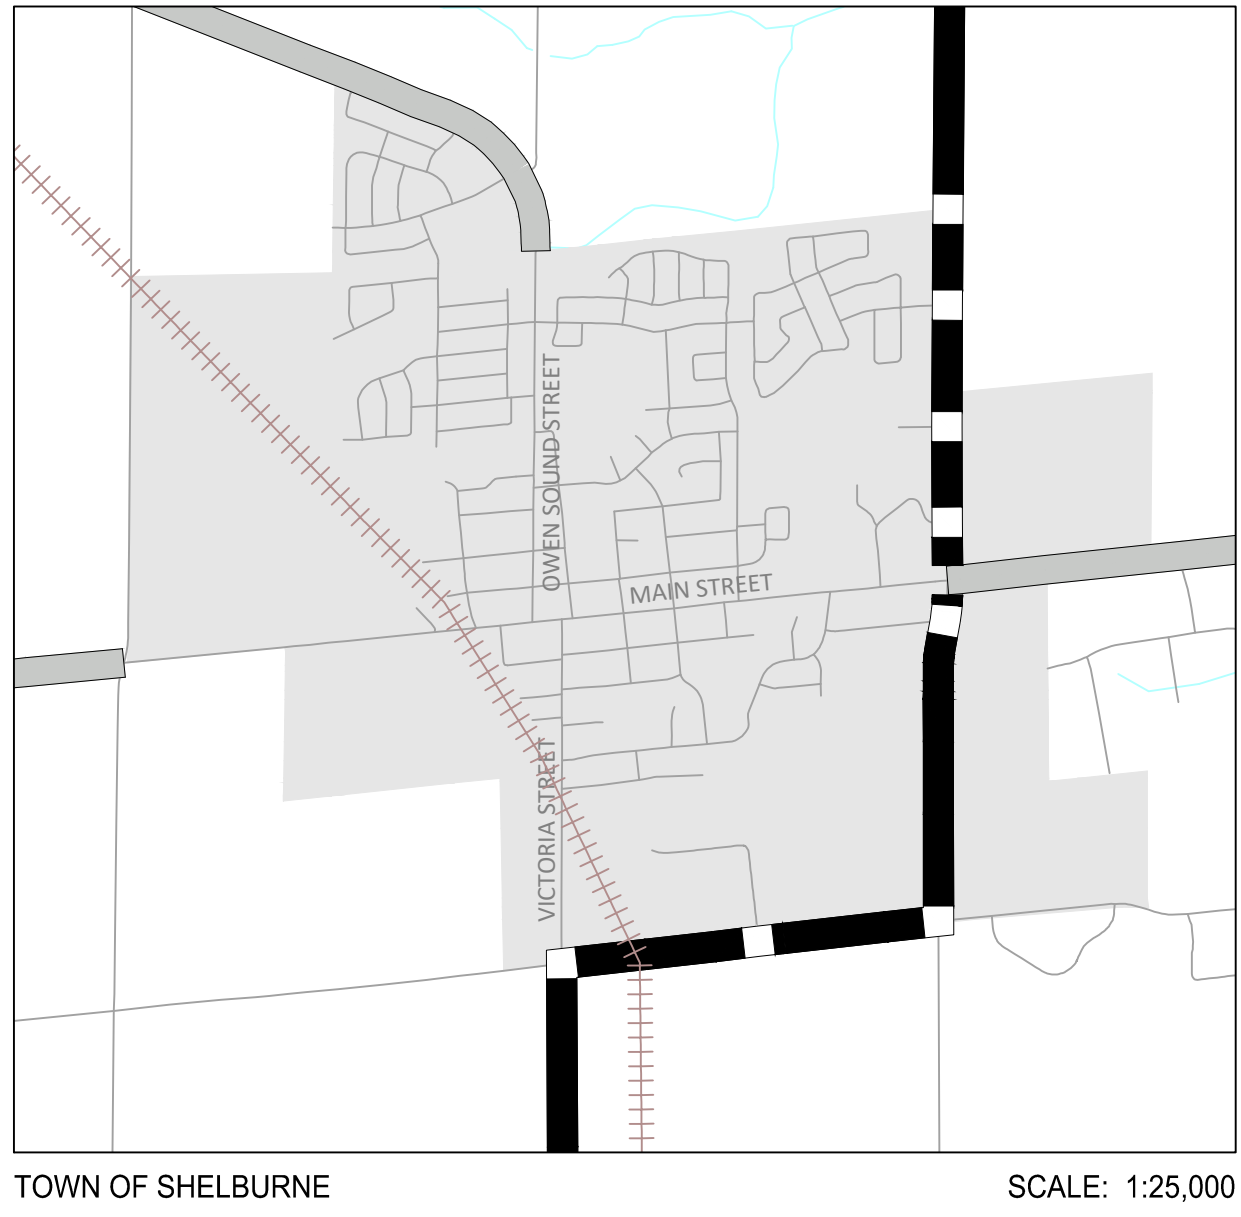 OWEN SOUND STREET
MAIN STREET
VICTORIA STREET
TOWN OF SHELBURNE
SCALE: 1:25,000